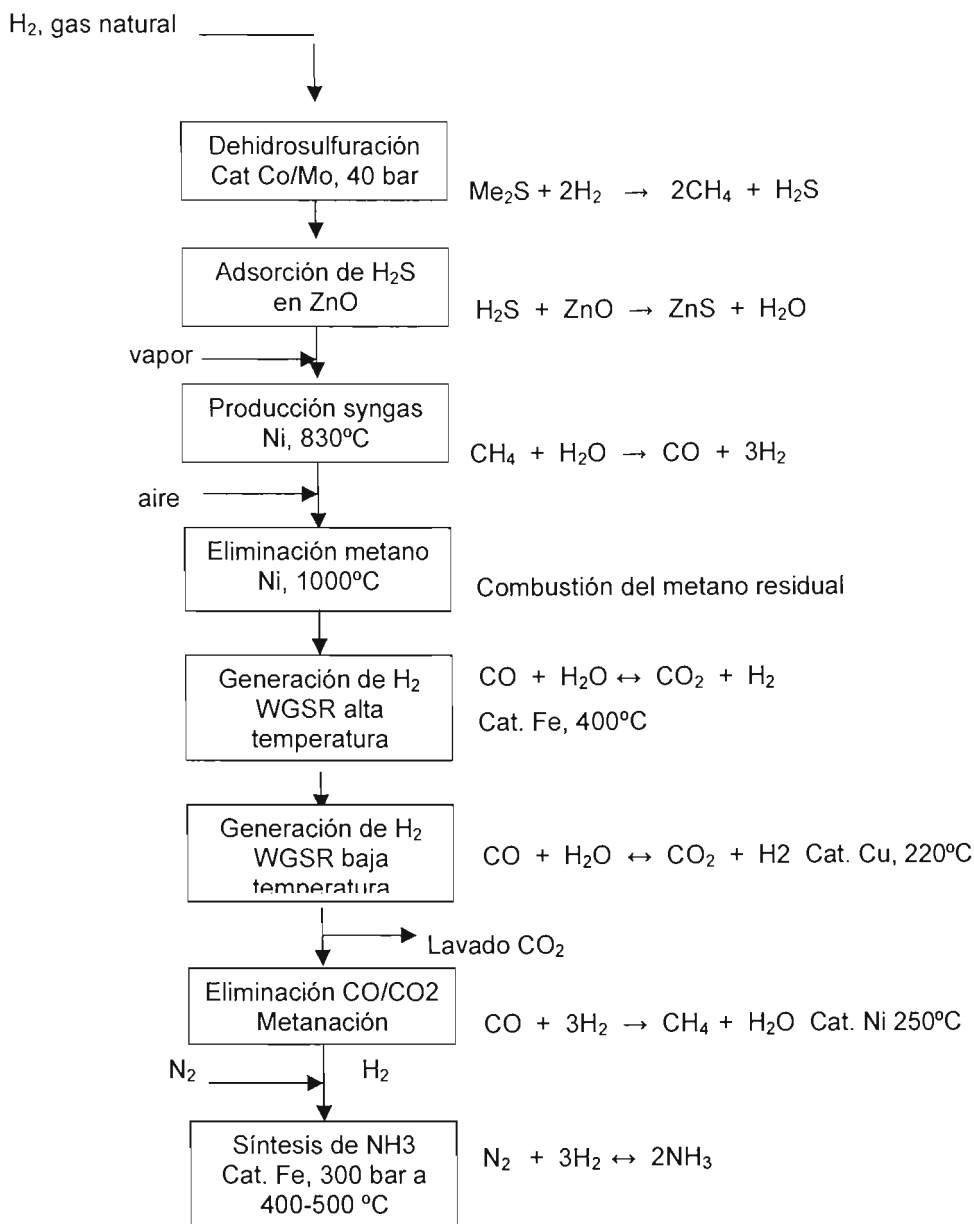 H₂, gas natural
Dehidrosulfuración
Cat Co/Mo, 40 bar
Me₂S + 2H₂ → 2CH₄ + H₂S
Adsorción de H₂S
en ZnO
H₂S + ZnO → ZnS + H₂O
vapor
Producción syngas
Ni, 830ºC
CH₄ + H₂O → CO + 3H₂
aire
Eliminación metano
Ni, 1000ºC
Combustión del metano residual
Generación de H₂
WGSR alta
temperatura
CO + H₂O ↔ CO₂ + H₂
Cat. Fe, 400ºC
Generación de H₂
WGSR baja
temperatura
CO + H₂O ↔ CO₂ + H2 Cat. Cu, 220ºC
Lavado CO₂
Eliminación CO/CO2
Metanación
CO + 3H₂ → CH₄ + H₂O Cat. Ni 250ºC
N₂
H₂
Síntesis de NH3
Cat. Fe, 300 bar a
400-500 ºC
N₂ + 3H₂ ↔ 2NH₃